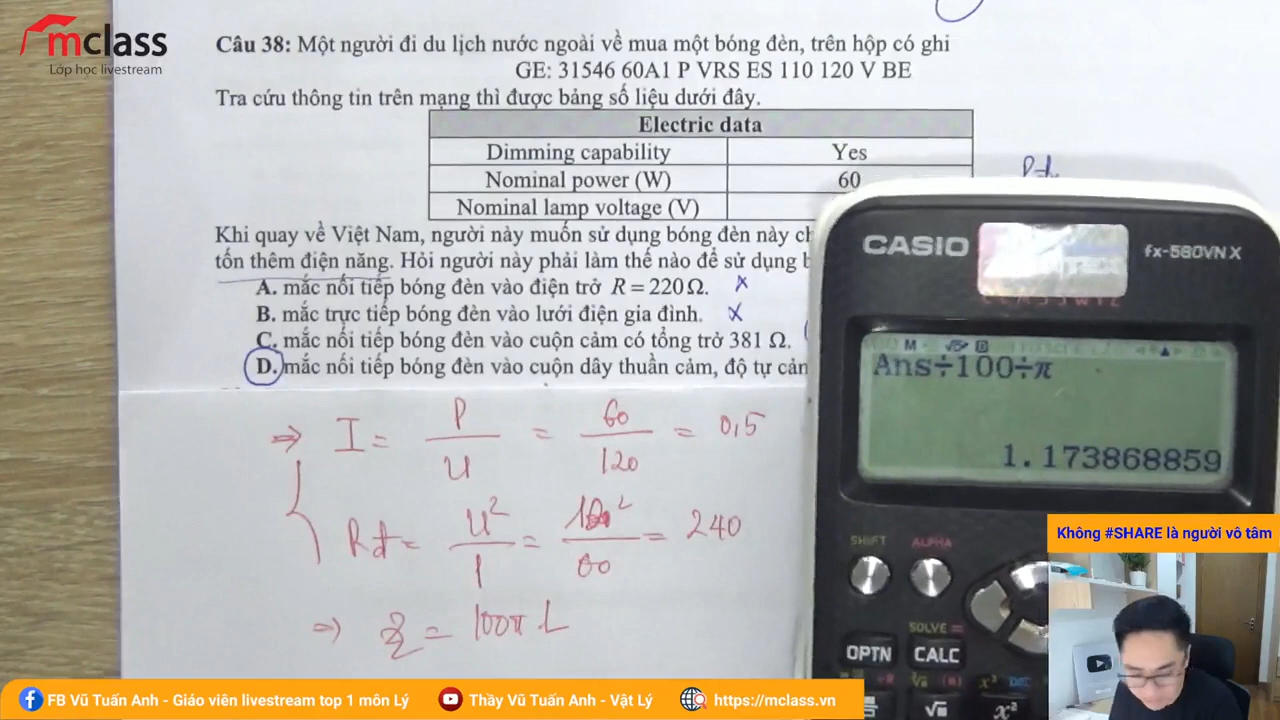 mclass
Lớp học livestream
Câu 38: Một người đi du lịch nước ngoài về mua một bóng đèn, trên hộp có ghi
GE: 31546 60A1 P VRS ES 110 120 V BE
Tra cứu thông tin trên mạng thì được bảng số liệu dưới đây.
Electric data
Dimming capability Yes
Nominal power (W) 60
Nominal lamp voltage (V)
Khi quay về Việt Nam, người này muốn sử dụng bóng đèn này
tốn thêm điện năng. Hỏi người này phải làm thế nào để sử dụng
A. mắc nối tiếp bóng đèn vào điện trở R = 220 Ω. x
B. mắc trực tiếp bóng đèn vào lưới điện gia đình. x
C. mắc nối tiếp bóng đèn vào cuộn cảm có tổng trở 381 Ω.
D. mắc nối tiếp bóng đèn vào cuộn dây thuần cảm, độ tự cảm
⇒ I = P/U = 60/120 = 0,5
Rđ = U²/P = 120²/60 = 240
⇒ = 100π.L
CASIO
fx-580VN X
M
Ans÷100÷π
1.173868859
SHIFT ALPHA
SOLVE =
OPTN CALC
Không #SHARE là người vô tâm
FB Vũ Tuấn Anh - Giáo viên livestream top 1 môn Lý
Thầy Vũ Tuấn Anh - Vật Lý
https://mclass.vn